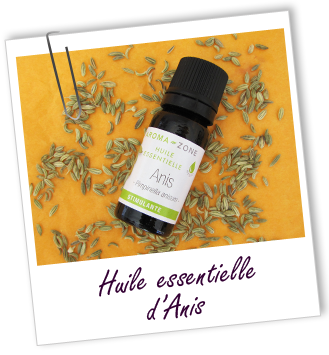 AROMA-ZONE
HUILE
ESSENTIELLE
Anis
Pimpinella anisum
STIMULANTE
Huile essentielle
d'Anis